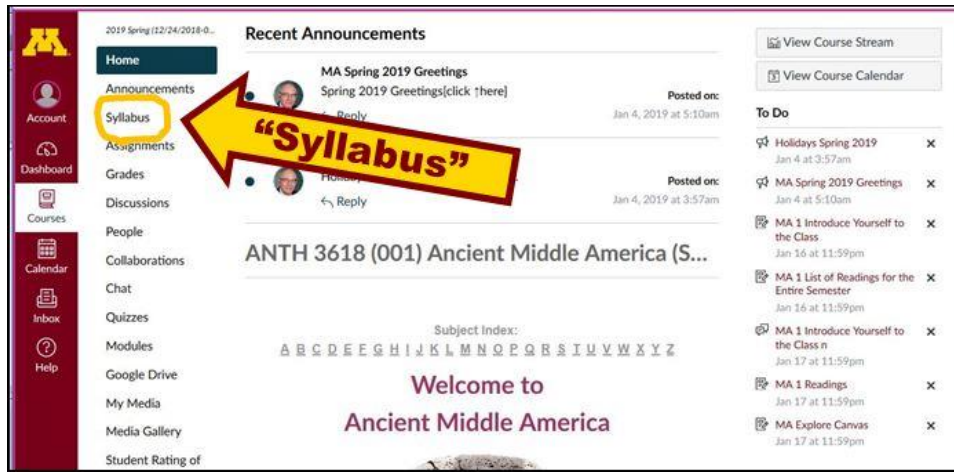 M
Account
Dashboard
Courses
Calendar
Inbox
Help
2019 Spring (12/24/2018-0...
Home
Announcements
Syllabus
Assignments
Grades
Discussions
People
Collaborations
Chat
Quizzes
Modules
Google Drive
My Media
Media Gallery
Student Rating of
“Syllabus”
Recent Announcements
MA Spring 2019 Greetings
Spring 2019 Greetings[click ↑here]
Reply
Posted on:
Jan 4, 2019 at 5:10am
Reply
Posted on:
Jan 4, 2019 at 3:57am
ANTH 3618 (001) Ancient Middle America (S...
Subject Index:
A B C D E F G H I J K L M N O P Q R S T U V W X Y Z
Welcome to
Ancient Middle America
View Course Stream
View Course Calendar
To Do
Holidays Spring 2019
Jan 4 at 3:57am
MA Spring 2019 Greetings
Jan 4 at 5:10am
MA 1 Introduce Yourself to
the Class
Jan 16 at 11:59pm
MA 1 List of Readings for the
Entire Semester
Jan 16 at 11:59pm
MA 1 Introduce Yourself to
the Class n
Jan 17 at 11:59pm
MA 1 Readings
Jan 17 at 11:59pm
MA Explore Canvas
Jan 17 at 11:59pm